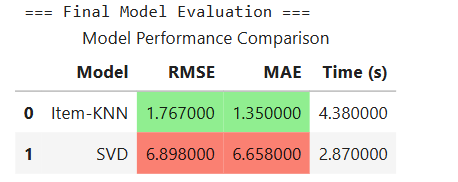 === Final Model Evaluation ===
Model Performance Comparison
Model RMSE MAE Time (s)
0 Item-KNN 1.767000 1.350000 4.380000
1 SVD 6.898000 6.658000 2.870000